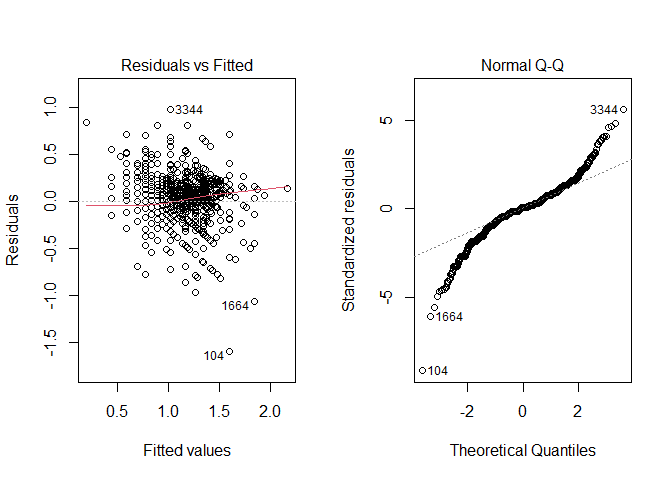 Residuals vs Fitted
Residuals
1.0
0.5
0.0
-0.5
-1.0
-1.5
3344
1664
104
0.5 1.0 1.5 2.0
Fitted values
Normal Q-Q
Standardized residuals
5
0
-5
3344
1664
104
-2 0 2
Theoretical Quantiles